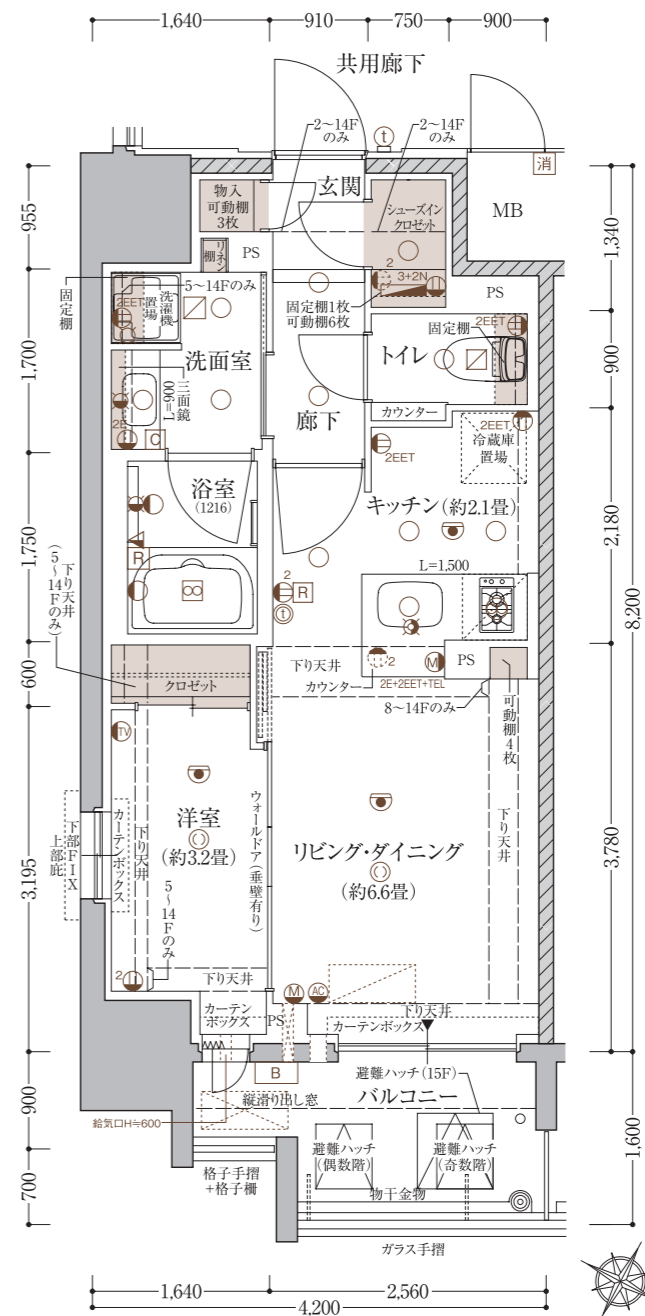 1,640
910
750
900
共用廊下
2〜14F
のみ
t
2〜14F
のみ
消
MB
955
1,700
1,750
600
3,195
900
700
1,340
900
2,180
3,780
8,200
1,600
物入
可動棚
3枚
玄関
シューズイン
クロゼット
リネン
棚
PS
2
3+2N
固定棚1枚
可動棚6枚
PS
固定棚
5〜14Fのみ
2EET
洗濯機
置場
洗面室
三面鏡
L=900
2E
C
固定棚
2EET
トイレ
カウンター
廊下
2EET
2EET
冷蔵庫
置場
浴室
(1216)
キッチン(約2.1畳)
R
2
R
t
L=1,500
下り天井
(5〜14Fのみ)
クロゼット
下り天井
カウンター
2
M
2E+2EET+TEL
PS
8〜14Fのみ
可動棚4枚
下り天井
TV
洋室
(約3.2畳)
ウォールドア(垂壁有り)
リビング・ダイニング
(約6.6畳)
下部FIX
上部庇
カーテンボックス
下り天井
5〜14Fのみ
2
下り天井
カーテン
ボックス
PS
M
AC
下り天井
カーテンボックス
B
避難ハッチ(15F)
バルコニー
縦滑り出し窓
給気口H≒600
避難ハッチ
(偶数階)
避難ハッチ
(奇数階)
物干金物
格子手摺
+格子柵
ガラス手摺
1,640
2,560
4,200